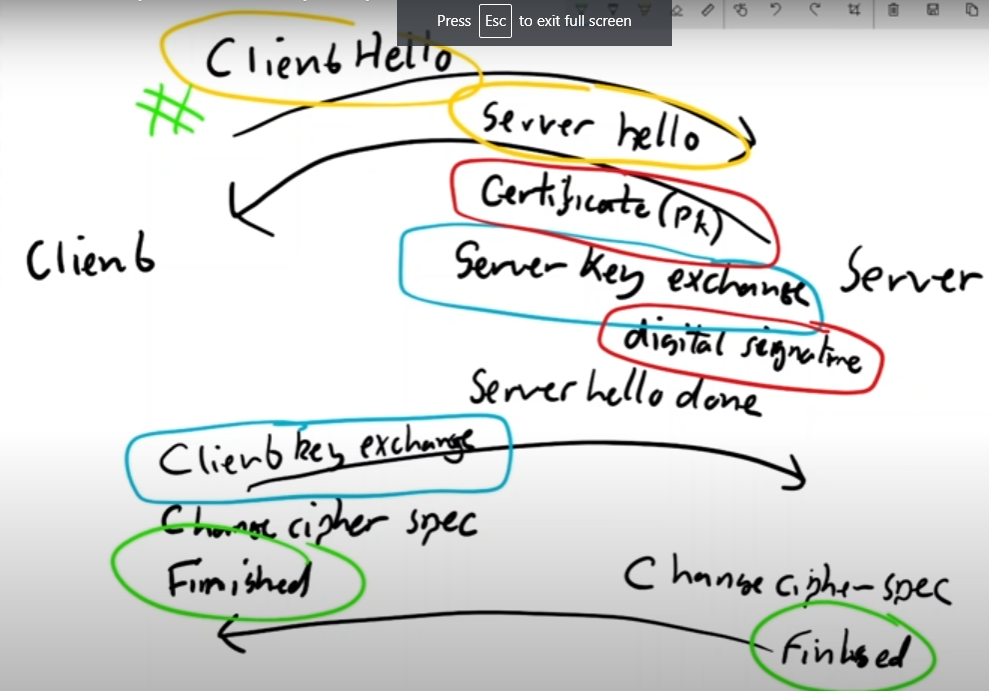 Press Esc to exit full screen
Client Hello
#
Server hello
Certificate (Pk)
Client
Server key exchange
Server
digital signature
Server hello done
Client key exchange
Change cipher spec
Finished
Change cipher-spec
Finished